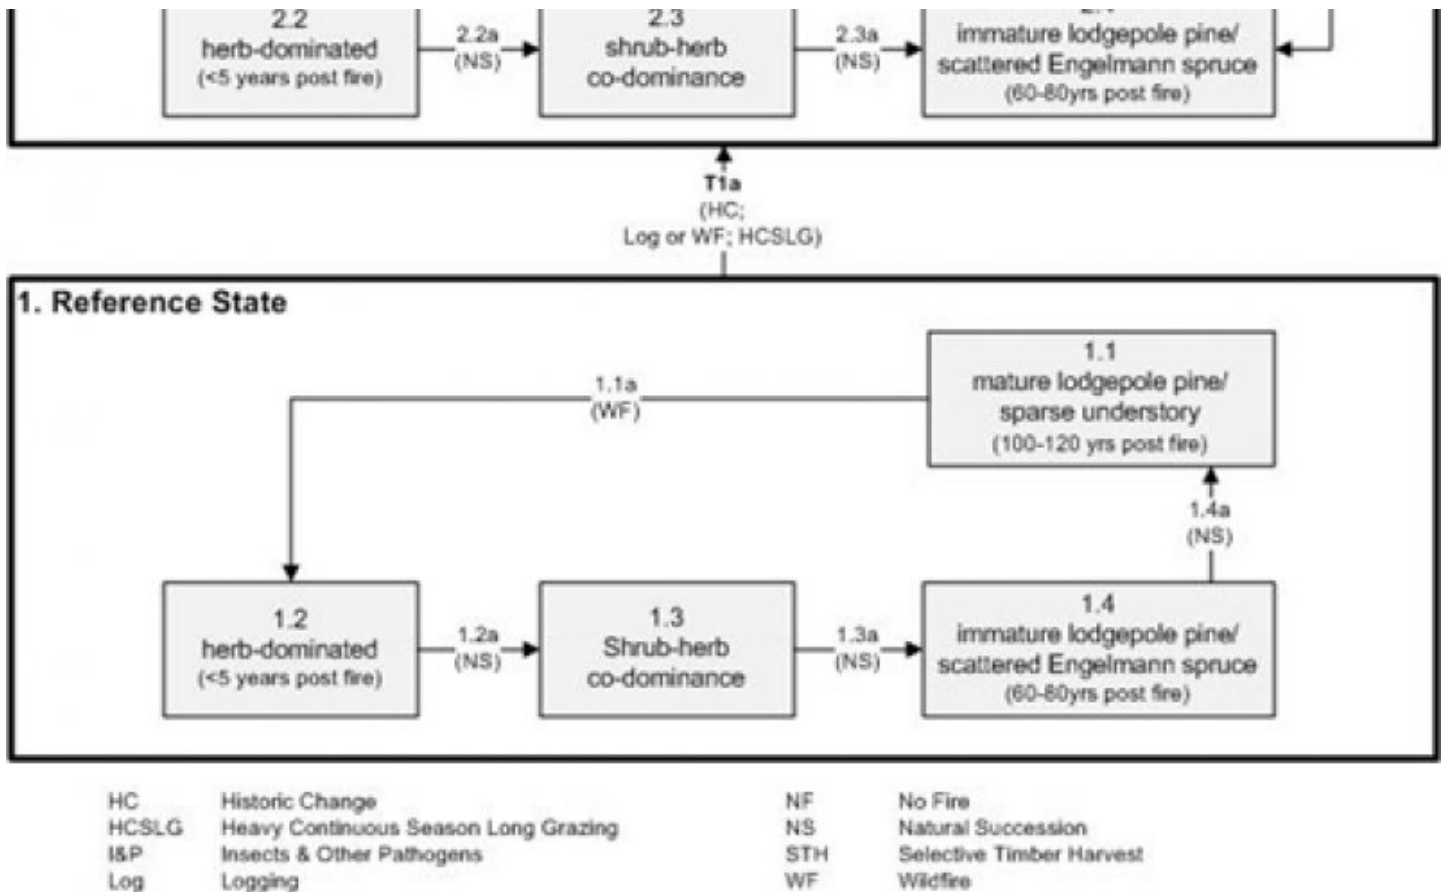 2.2
herb-dominated
(<5 years post fire)
2.2a
(NS)
2.3
shrub-herb
co-dominance
2.3a
(NS)
immature lodgepole pine/
scattered Engelmann spruce
(60-80yrs post fire)
T1a
(HC;
Log or WF; HCSLG)
1. Reference State
1.1
mature lodgepole pine/
sparse understory
(100-120 yrs post fire)
1.1a
(WF)
1.4a
(NS)
1.2
herb-dominated
(<5 years post fire)
1.2a
(NS)
1.3
Shrub-herb
co-dominance
1.3a
(NS)
1.4
immature lodgepole pine/
scattered Engelmann spruce
(60-80yrs post fire)
HC Historic Change
HCSLG Heavy Continuous Season Long Grazing
I&P Insects & Other Pathogens
Log Logging
NF No Fire
NS Natural Succession
STH Selective Timber Harvest
WF Wildfire